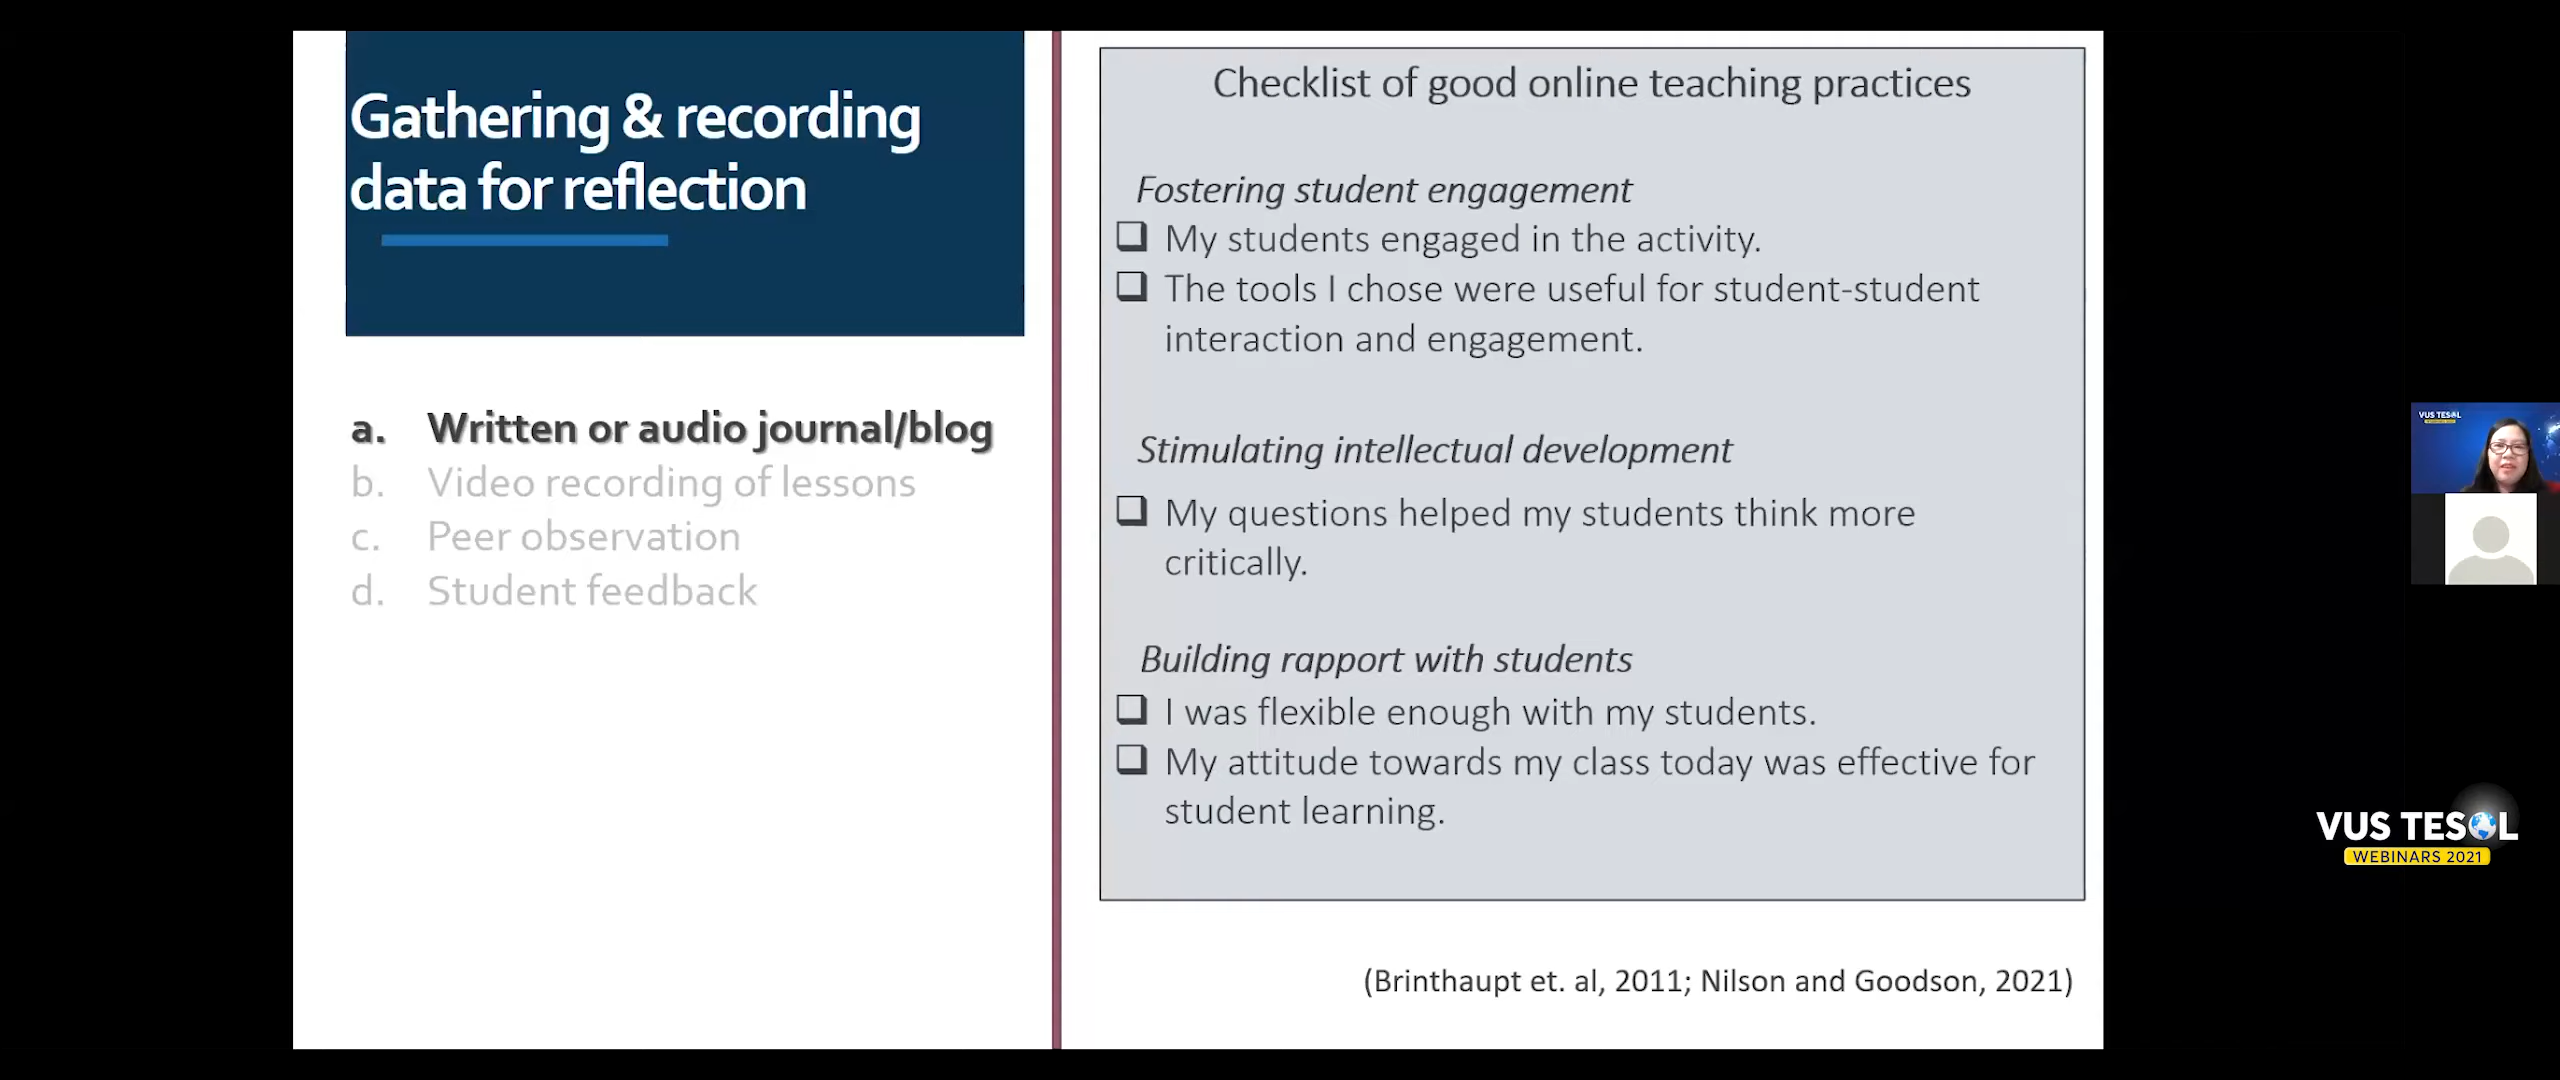 Gathering & recording
data for reflection
a. Written or audio journal/blog
b. Video recording of lessons
c. Peer observation
d. Student feedback
Checklist of good online teaching practices
Fostering student engagement
My students engaged in the activity.
The tools I chose were useful for student-student
interaction and engagement.
Stimulating intellectual development
My questions helped my students think more
critically.
Building rapport with students
I was flexible enough with my students.
My attitude towards my class today was effective for
student learning.
(Brinthaupt et. al, 2011; Nilson and Goodson, 2021)
VUS TESOL
VUS TESOL
WEBINARS 2021